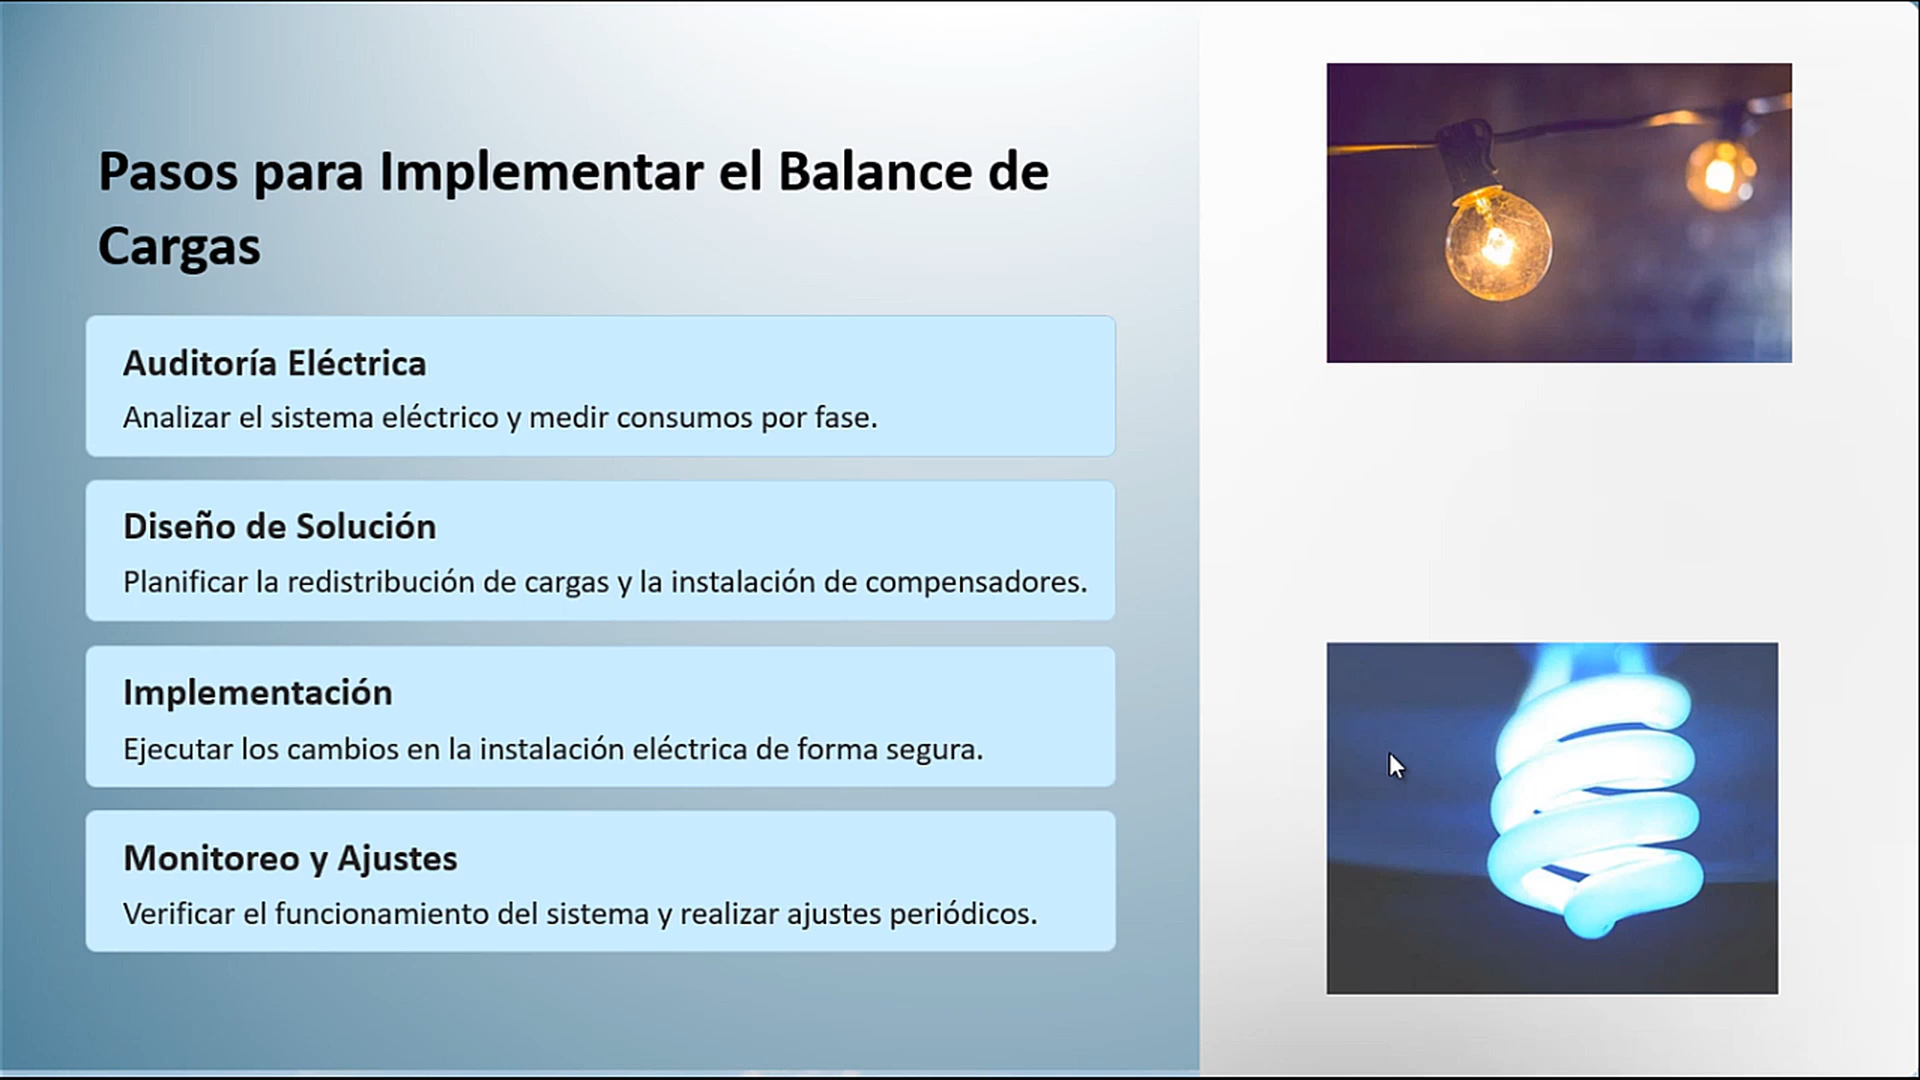 Pasos para Implementar el Balance de
Cargas
Auditoría Eléctrica
Analizar el sistema eléctrico y medir consumos por fase.
Diseño de Solución
Planificar la redistribución de cargas y la instalación de compensadores.
Implementación
Ejecutar los cambios en la instalación eléctrica de forma segura.
Monitoreo y Ajustes
Verificar el funcionamiento del sistema y realizar ajustes periódicos.